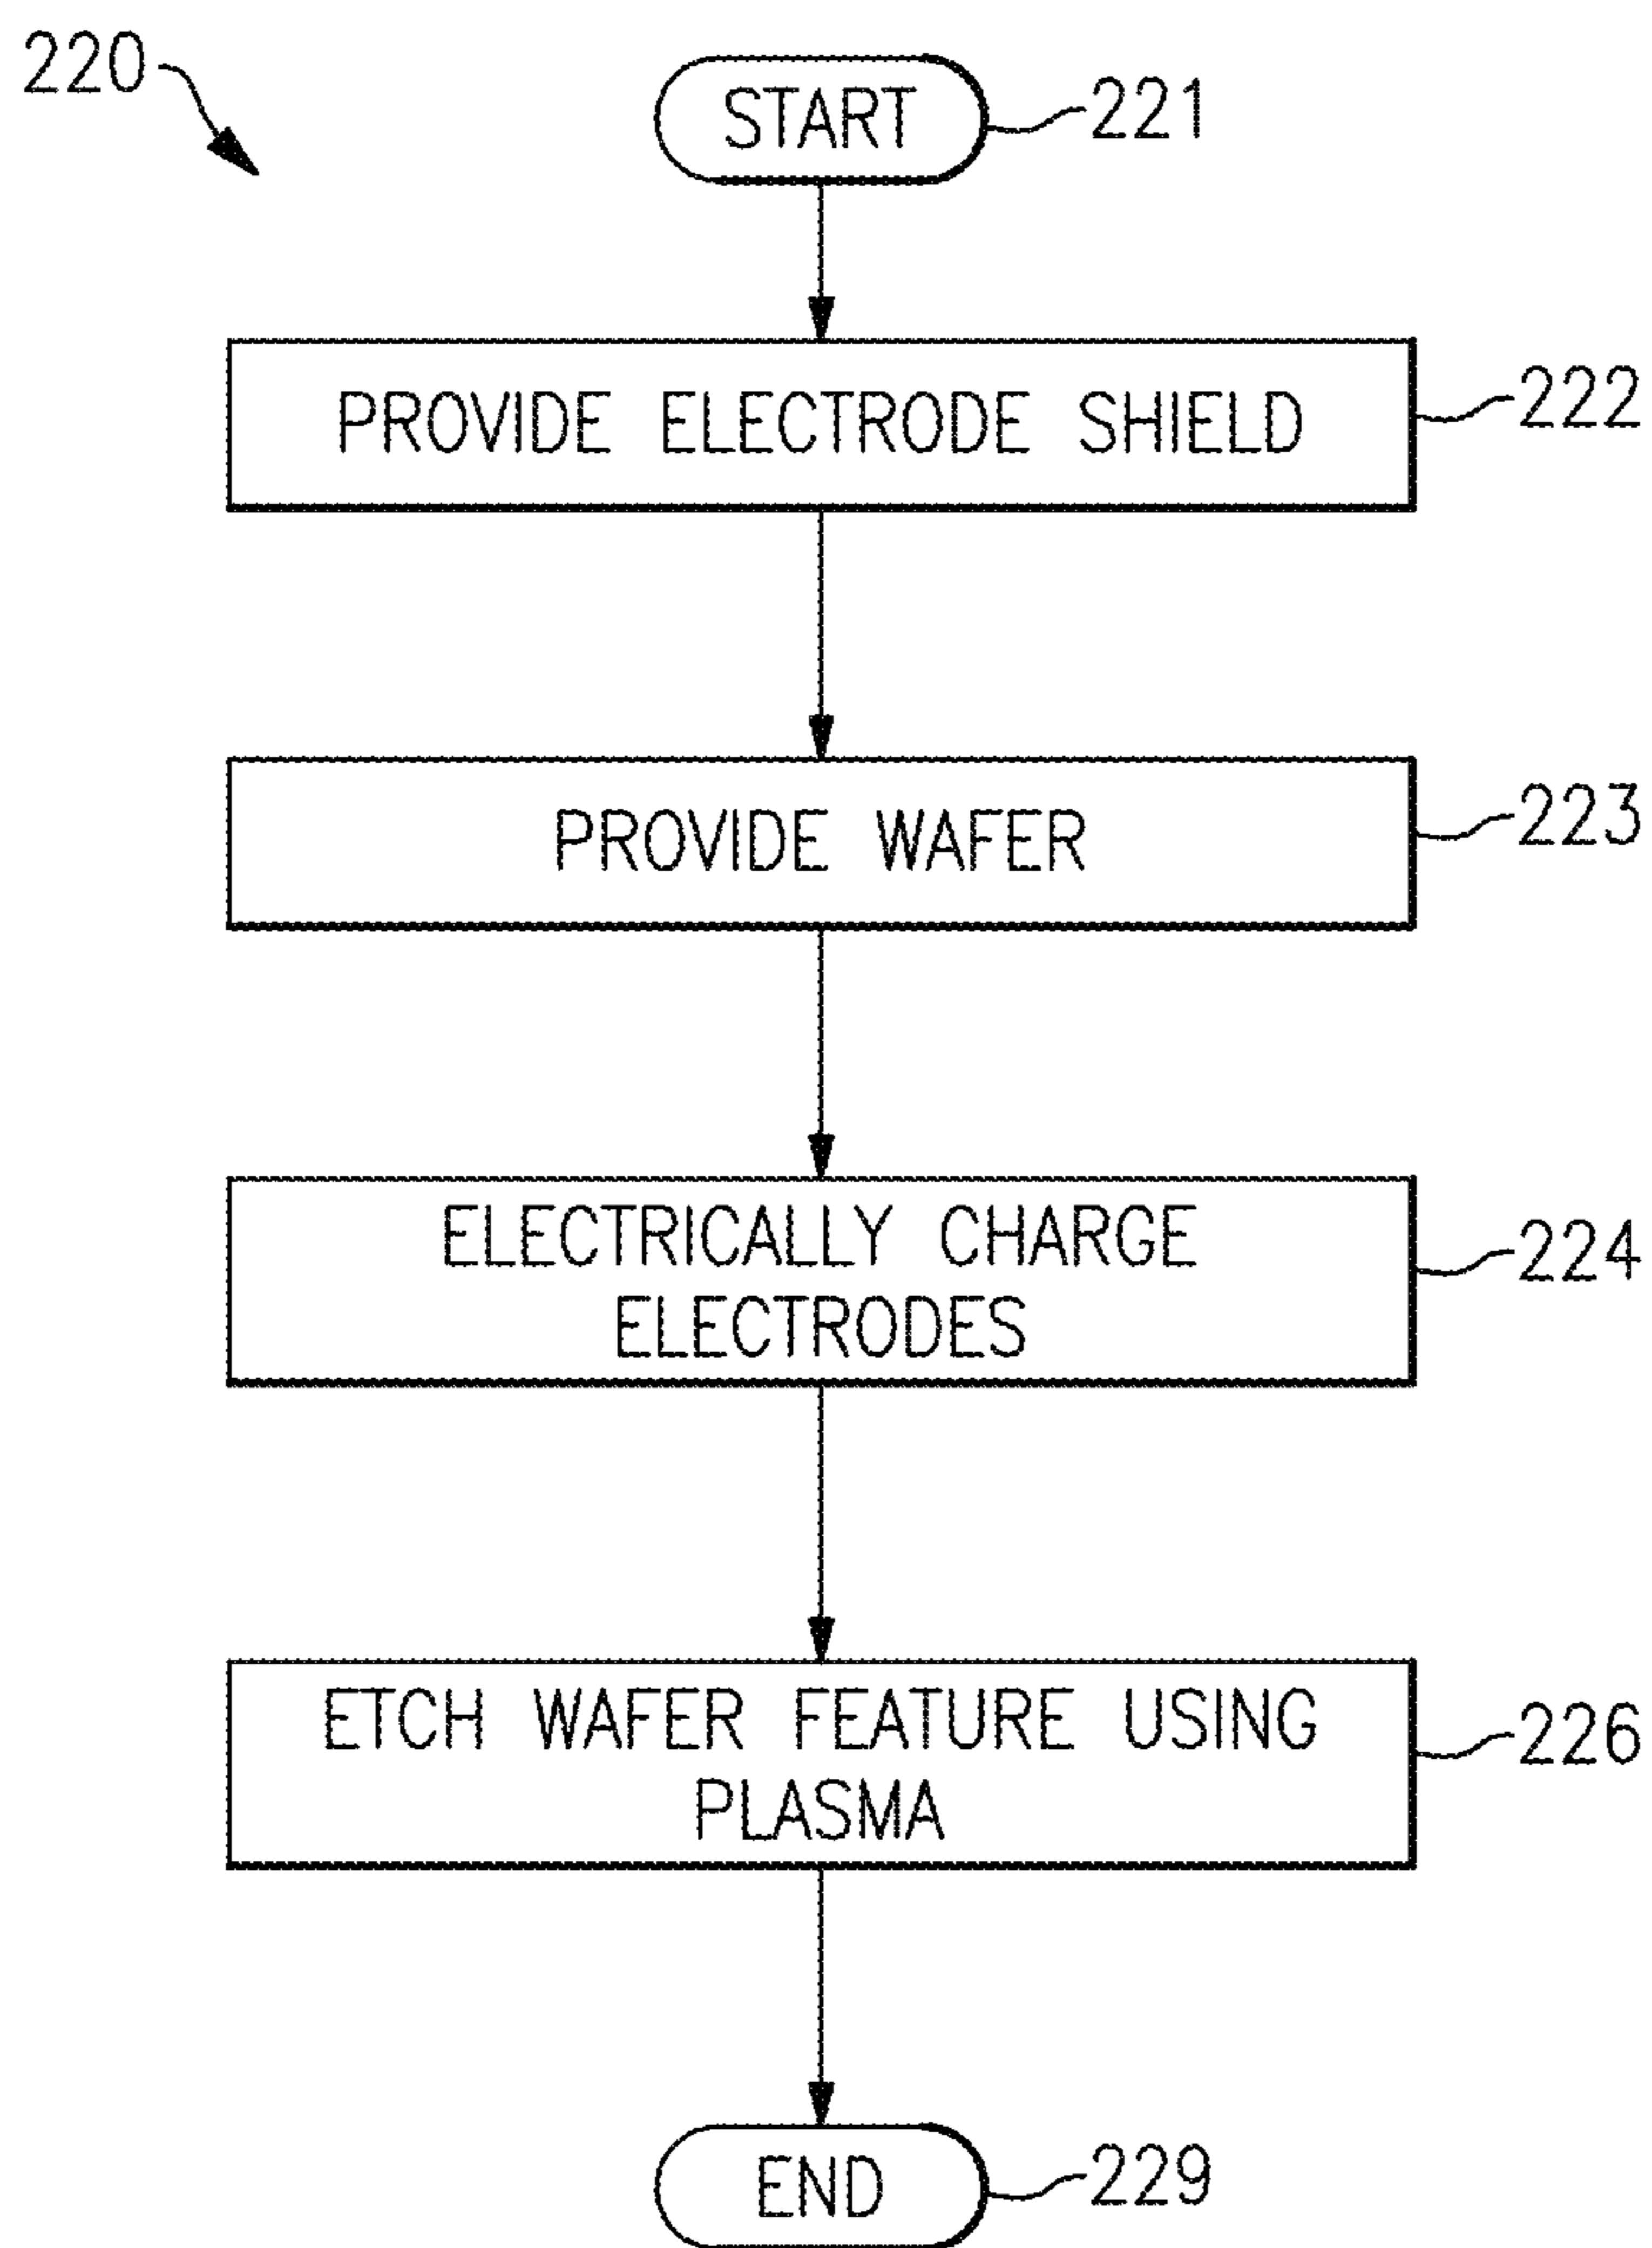 220
START
221
PROVIDE ELECTRODE SHIELD
222
PROVIDE WAFER
223
ELECTRICALLY CHARGE
ELECTRODES
224
ETCH WAFER FEATURE USING
PLASMA
226
END
229